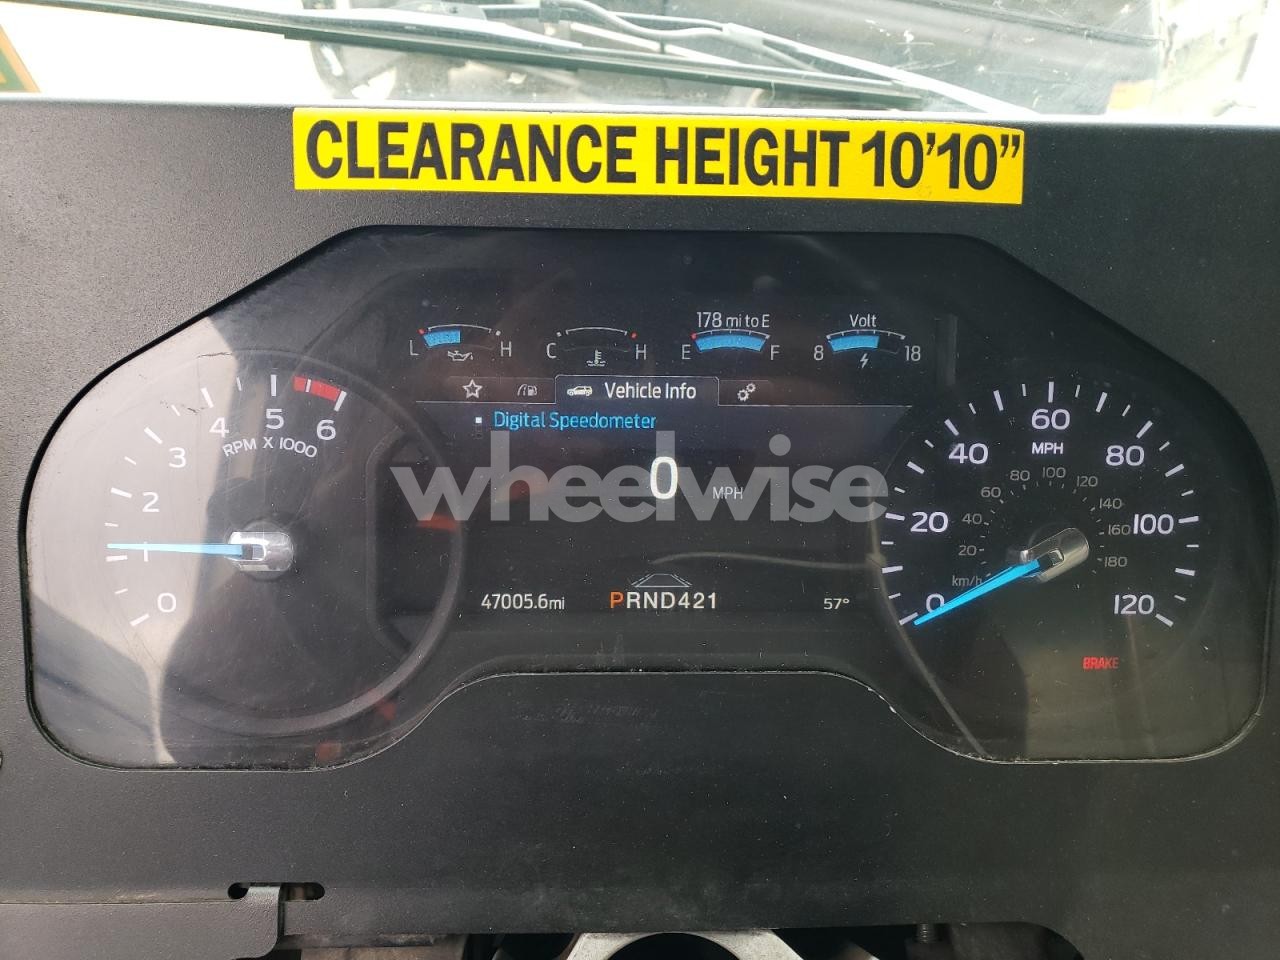 CLEARANCE HEIGHT 10'10"
178 mi to E
Volt
L H
C H
E F
8 18
Vehicle Info
Digital Speedometer
0 MPH
47005.6mi
PRND421
57°
0 1 2 3 4 5 6
RPM X 1000
0 20 40 60 80 100 120
MPH
20 40 60 80 100 120 140 160 180
km/h
BRAKE
wheelwise